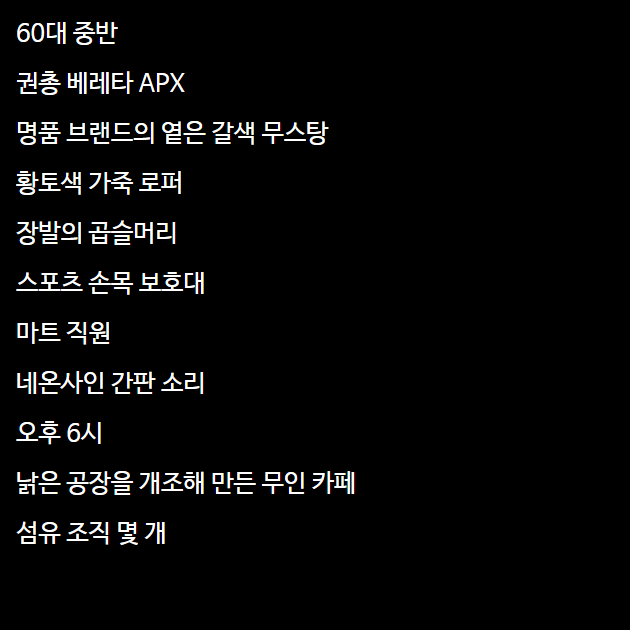 60대 중반
권총 베레타 APX
명품 브랜드의 옅은 갈색 무스탕
황토색 가죽 로퍼
장발의 곱슬머리
스포츠 손목 보호대
마트 직원
네온사인 간판 소리
오후 6시
낡은 공장을 개조해 만든 무인 카페
섬유 조직 몇 개